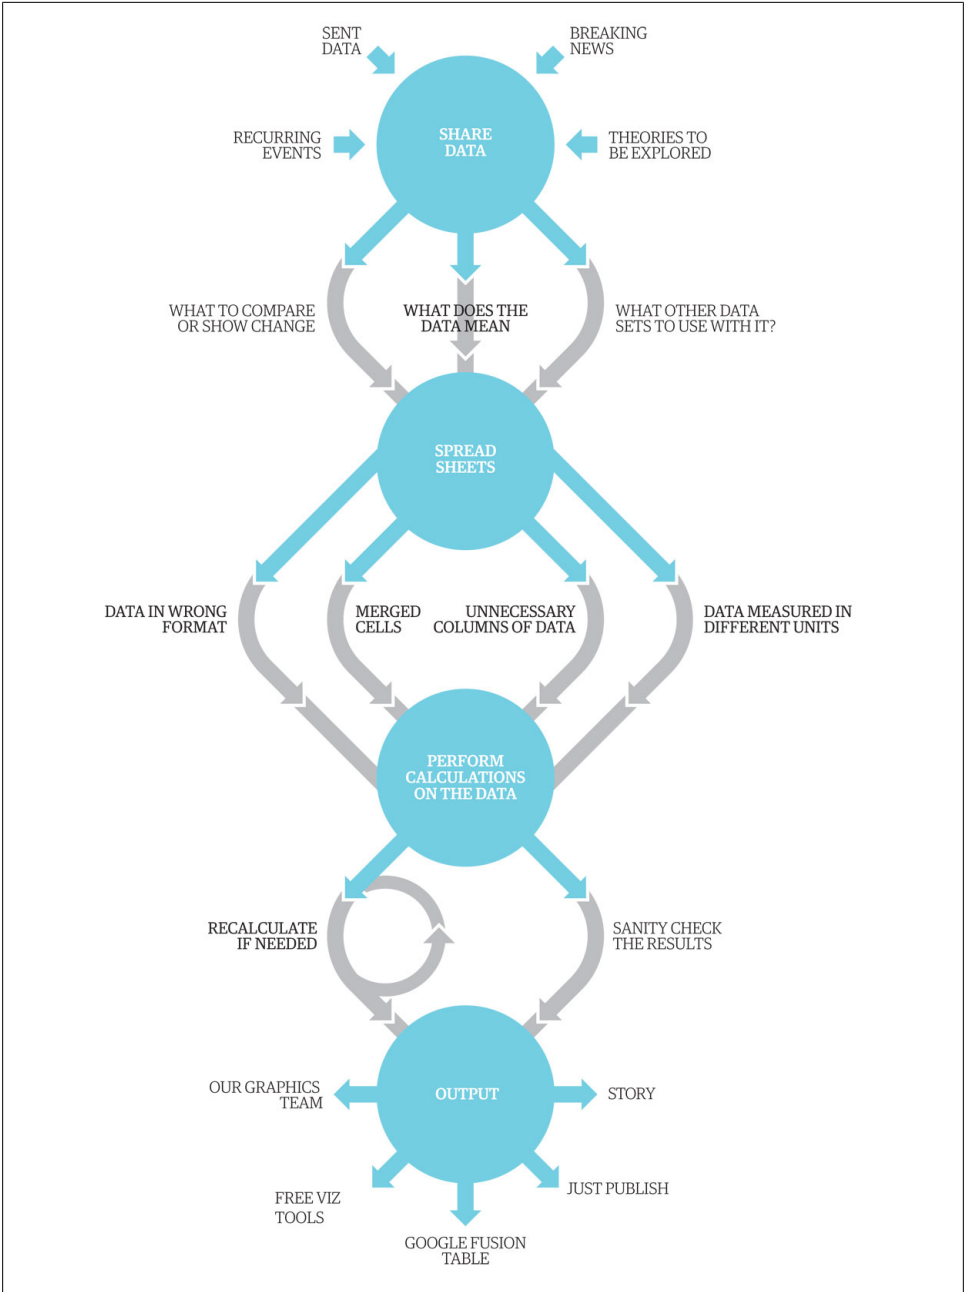 SENT
DATA
BREAKING
NEWS
RECURRING
EVENTS
SHARE
DATA
THEORIES TO
BE EXPLORED
WHAT TO COMPARE
OR SHOW CHANGE
WHAT DOES THE
DATA MEAN
WHAT OTHER DATA
SETS TO USE WITH IT?
SPREAD
SHEETS
DATA IN WRONG
FORMAT
MERGED
CELLS
UNNECESSARY
COLUMNS OF DATA
DATA MEASURED IN
DIFFERENT UNITS
PERFORM
CALCULATIONS
ON THE DATA
RECALCULATE
IF NEEDED
SANITY CHECK
THE RESULTS
OUR GRAPHICS
TEAM
OUTPUT
STORY
FREE VIZ
TOOLS
JUST PUBLISH
GOOGLE FUSION
TABLE